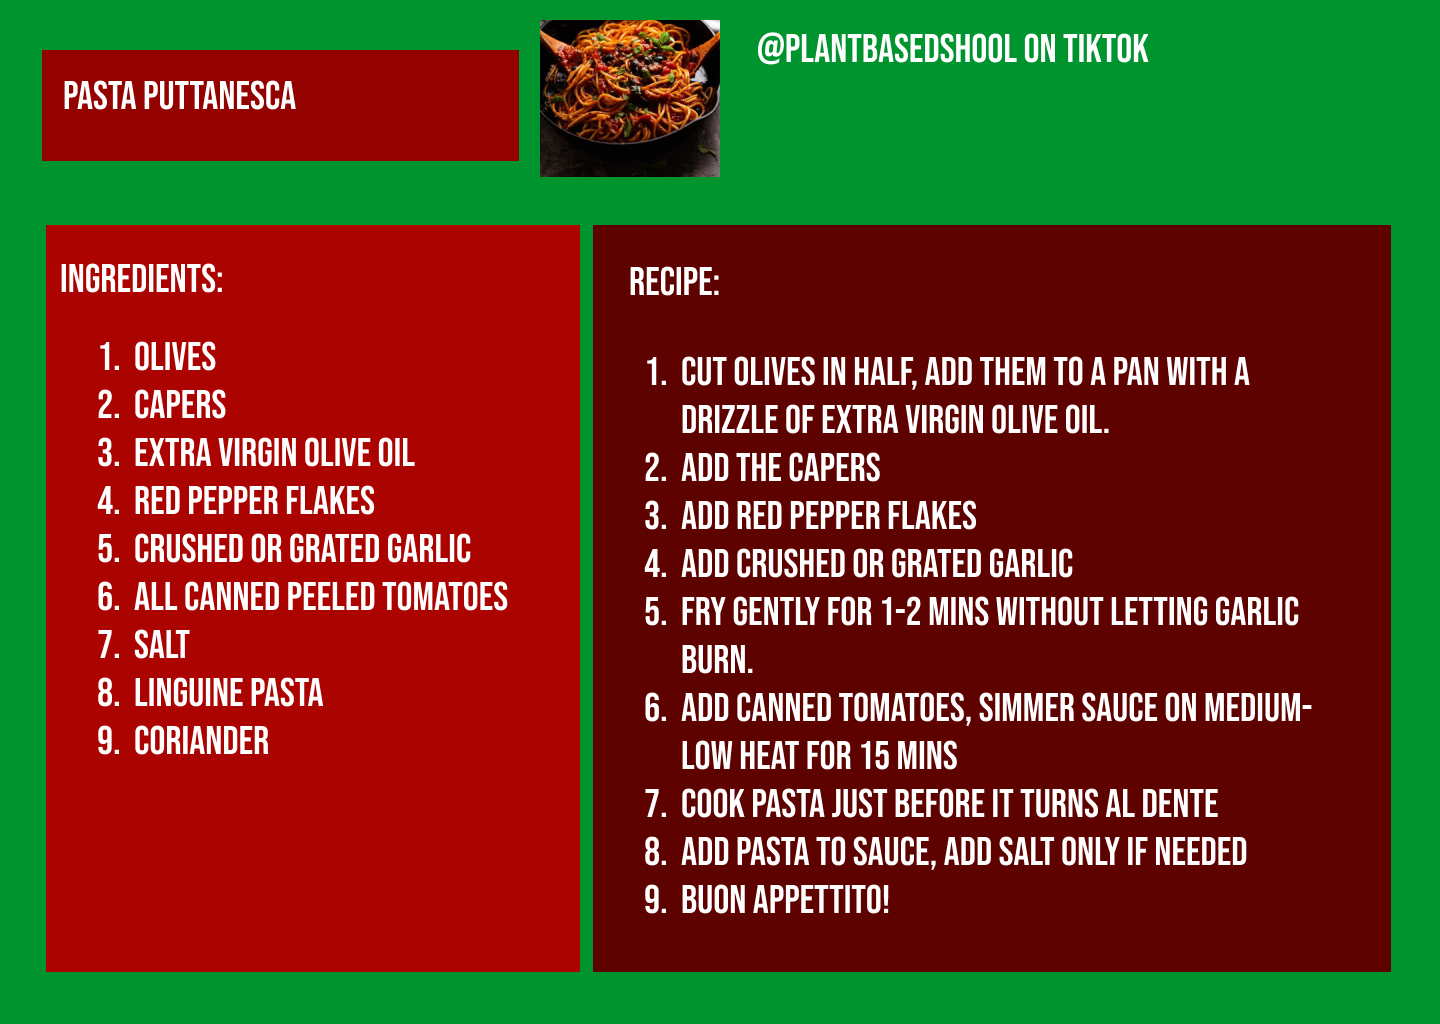 PASTA PUTTANESCA
@PLANTBASEDSHOOL ON TIKTOK
INGREDIENTS:
1. OLIVES
2. CAPERS
3. EXTRA VIRGIN OLIVE OIL
4. RED PEPPER FLAKES
5. CRUSHED OR GRATED GARLIC
6. ALL CANNED PEELED TOMATOES
7. SALT
8. LINGUINE PASTA
9. CORIANDER
RECIPE:
1. CUT OLIVES IN HALF, ADD THEM TO A PAN WITH A
DRIZZLE OF EXTRA VIRGIN OLIVE OIL.
2. ADD THE CAPERS
3. ADD RED PEPPER FLAKES
4. ADD CRUSHED OR GRATED GARLIC
5. FRY GENTLY FOR 1-2 MINS WITHOUT LETTING GARLIC
BURN.
6. ADD CANNED TOMATOES, SIMMER SAUCE ON MEDIUM-
LOW HEAT FOR 15 MINS
7. COOK PASTA JUST BEFORE IT TURNS AL DENTE
8. ADD PASTA TO SAUCE, ADD SALT ONLY IF NEEDED
9. BUON APPETTITO!